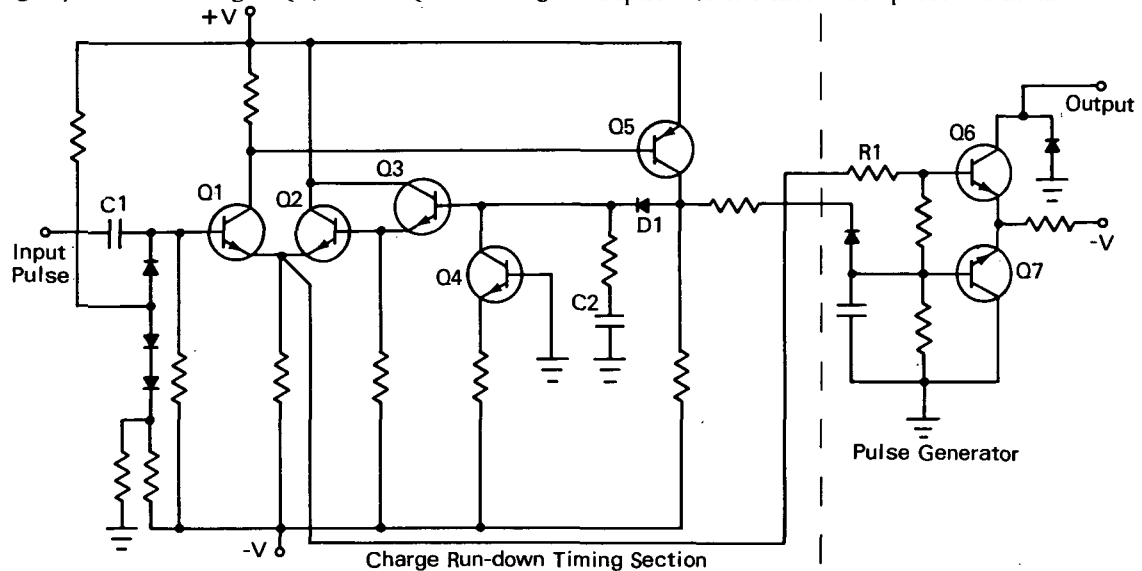 +V
Q5
Output
Q6
R1
Q3
Q1
Q2
C1
D1
Input
Pulse
-V
Q4
Q7
C2
Pulse Generator
-V
Charge Run-down Timing Section